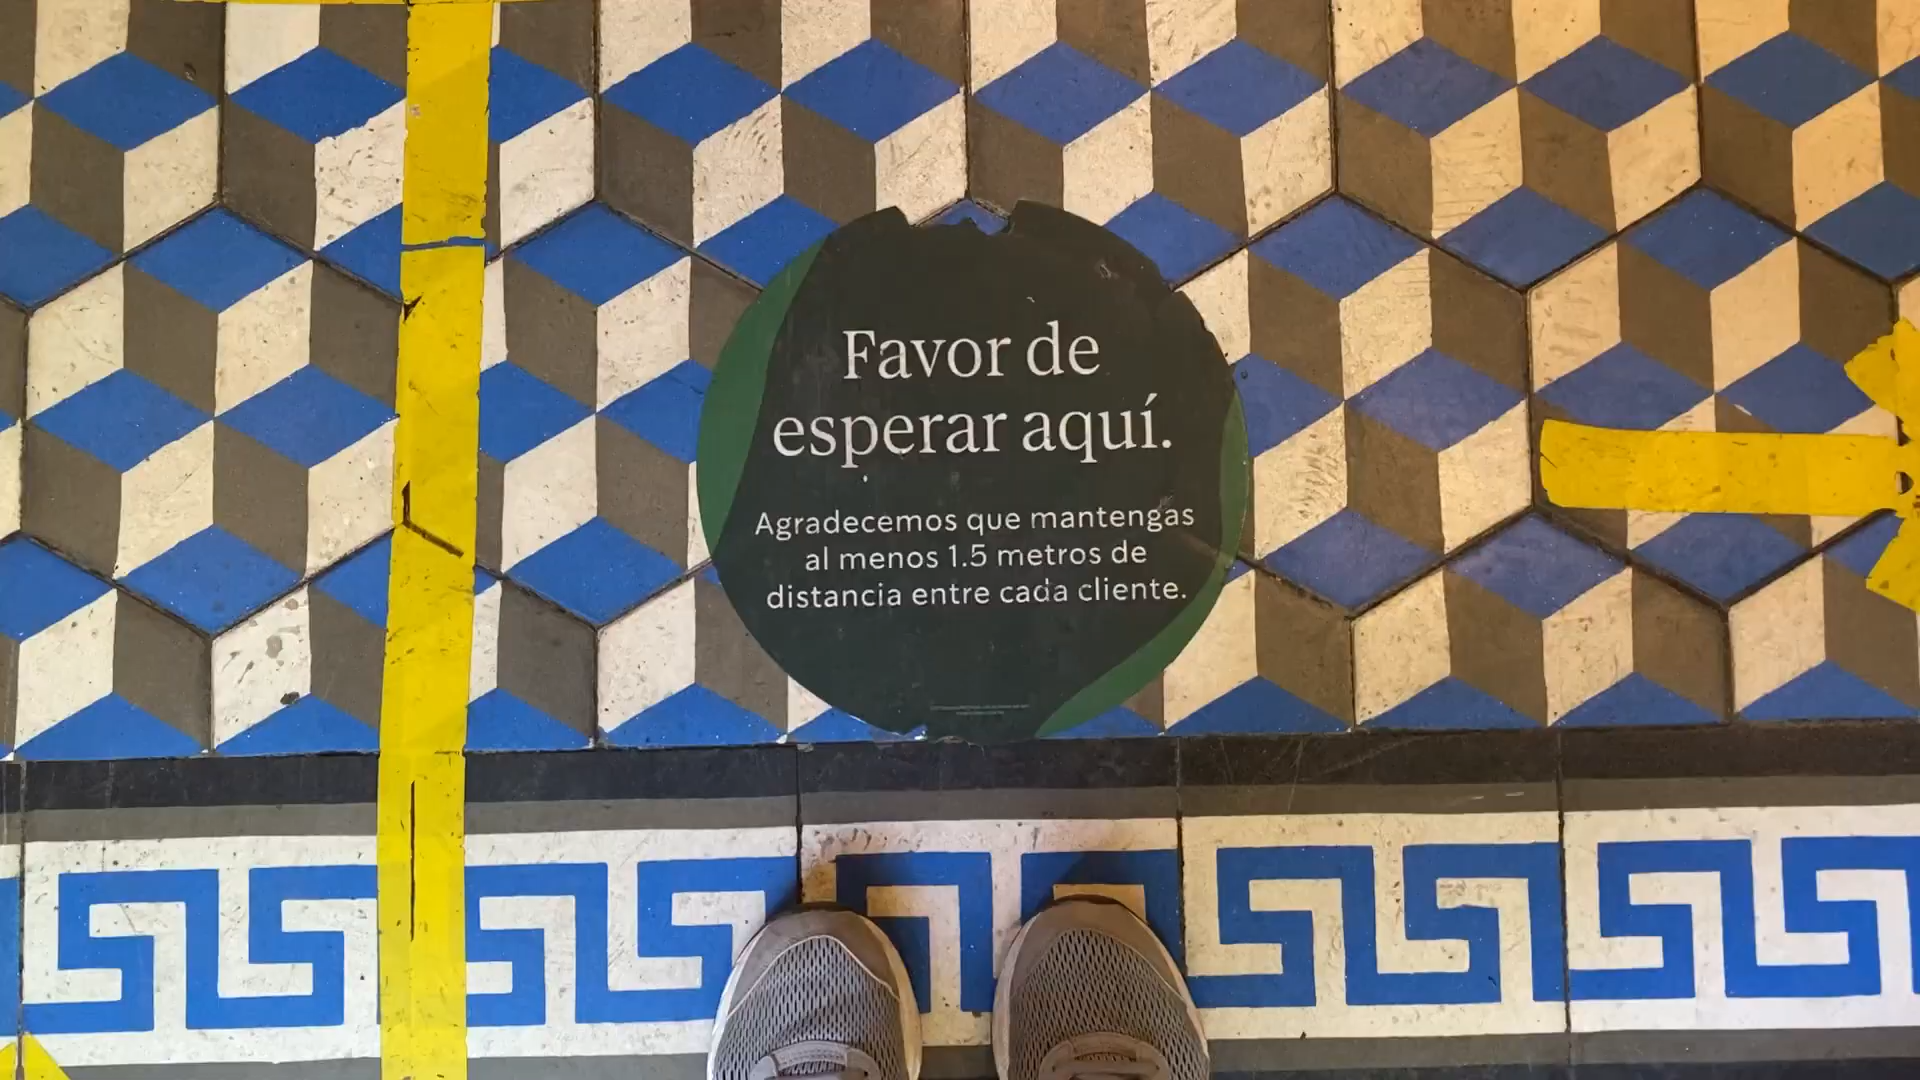 Favor de
esperar aquí.
Agradecemos que mantengas
al menos 1.5 metros de
distancia entre cada cliente.